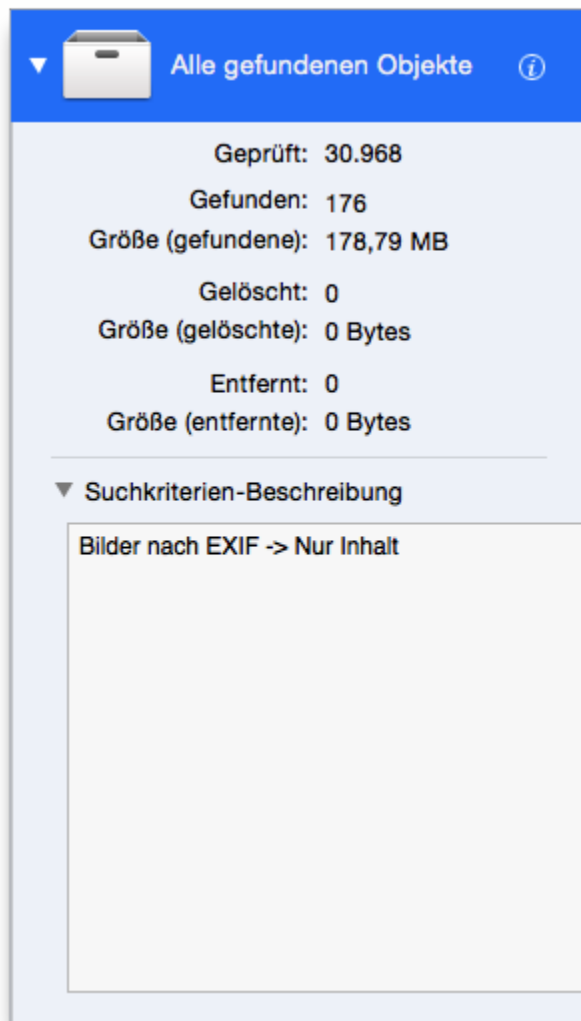 Alle gefundenen Objekte
Geprüft: 30.968
Gefunden: 176
Größe (gefundene): 178,79 MB
Gelöscht: 0
Größe (gelöschte): 0 Bytes
Entfernt: 0
Größe (entfernte): 0 Bytes
Suchkriterien-Beschreibung
Bilder nach EXIF -> Nur Inhalt